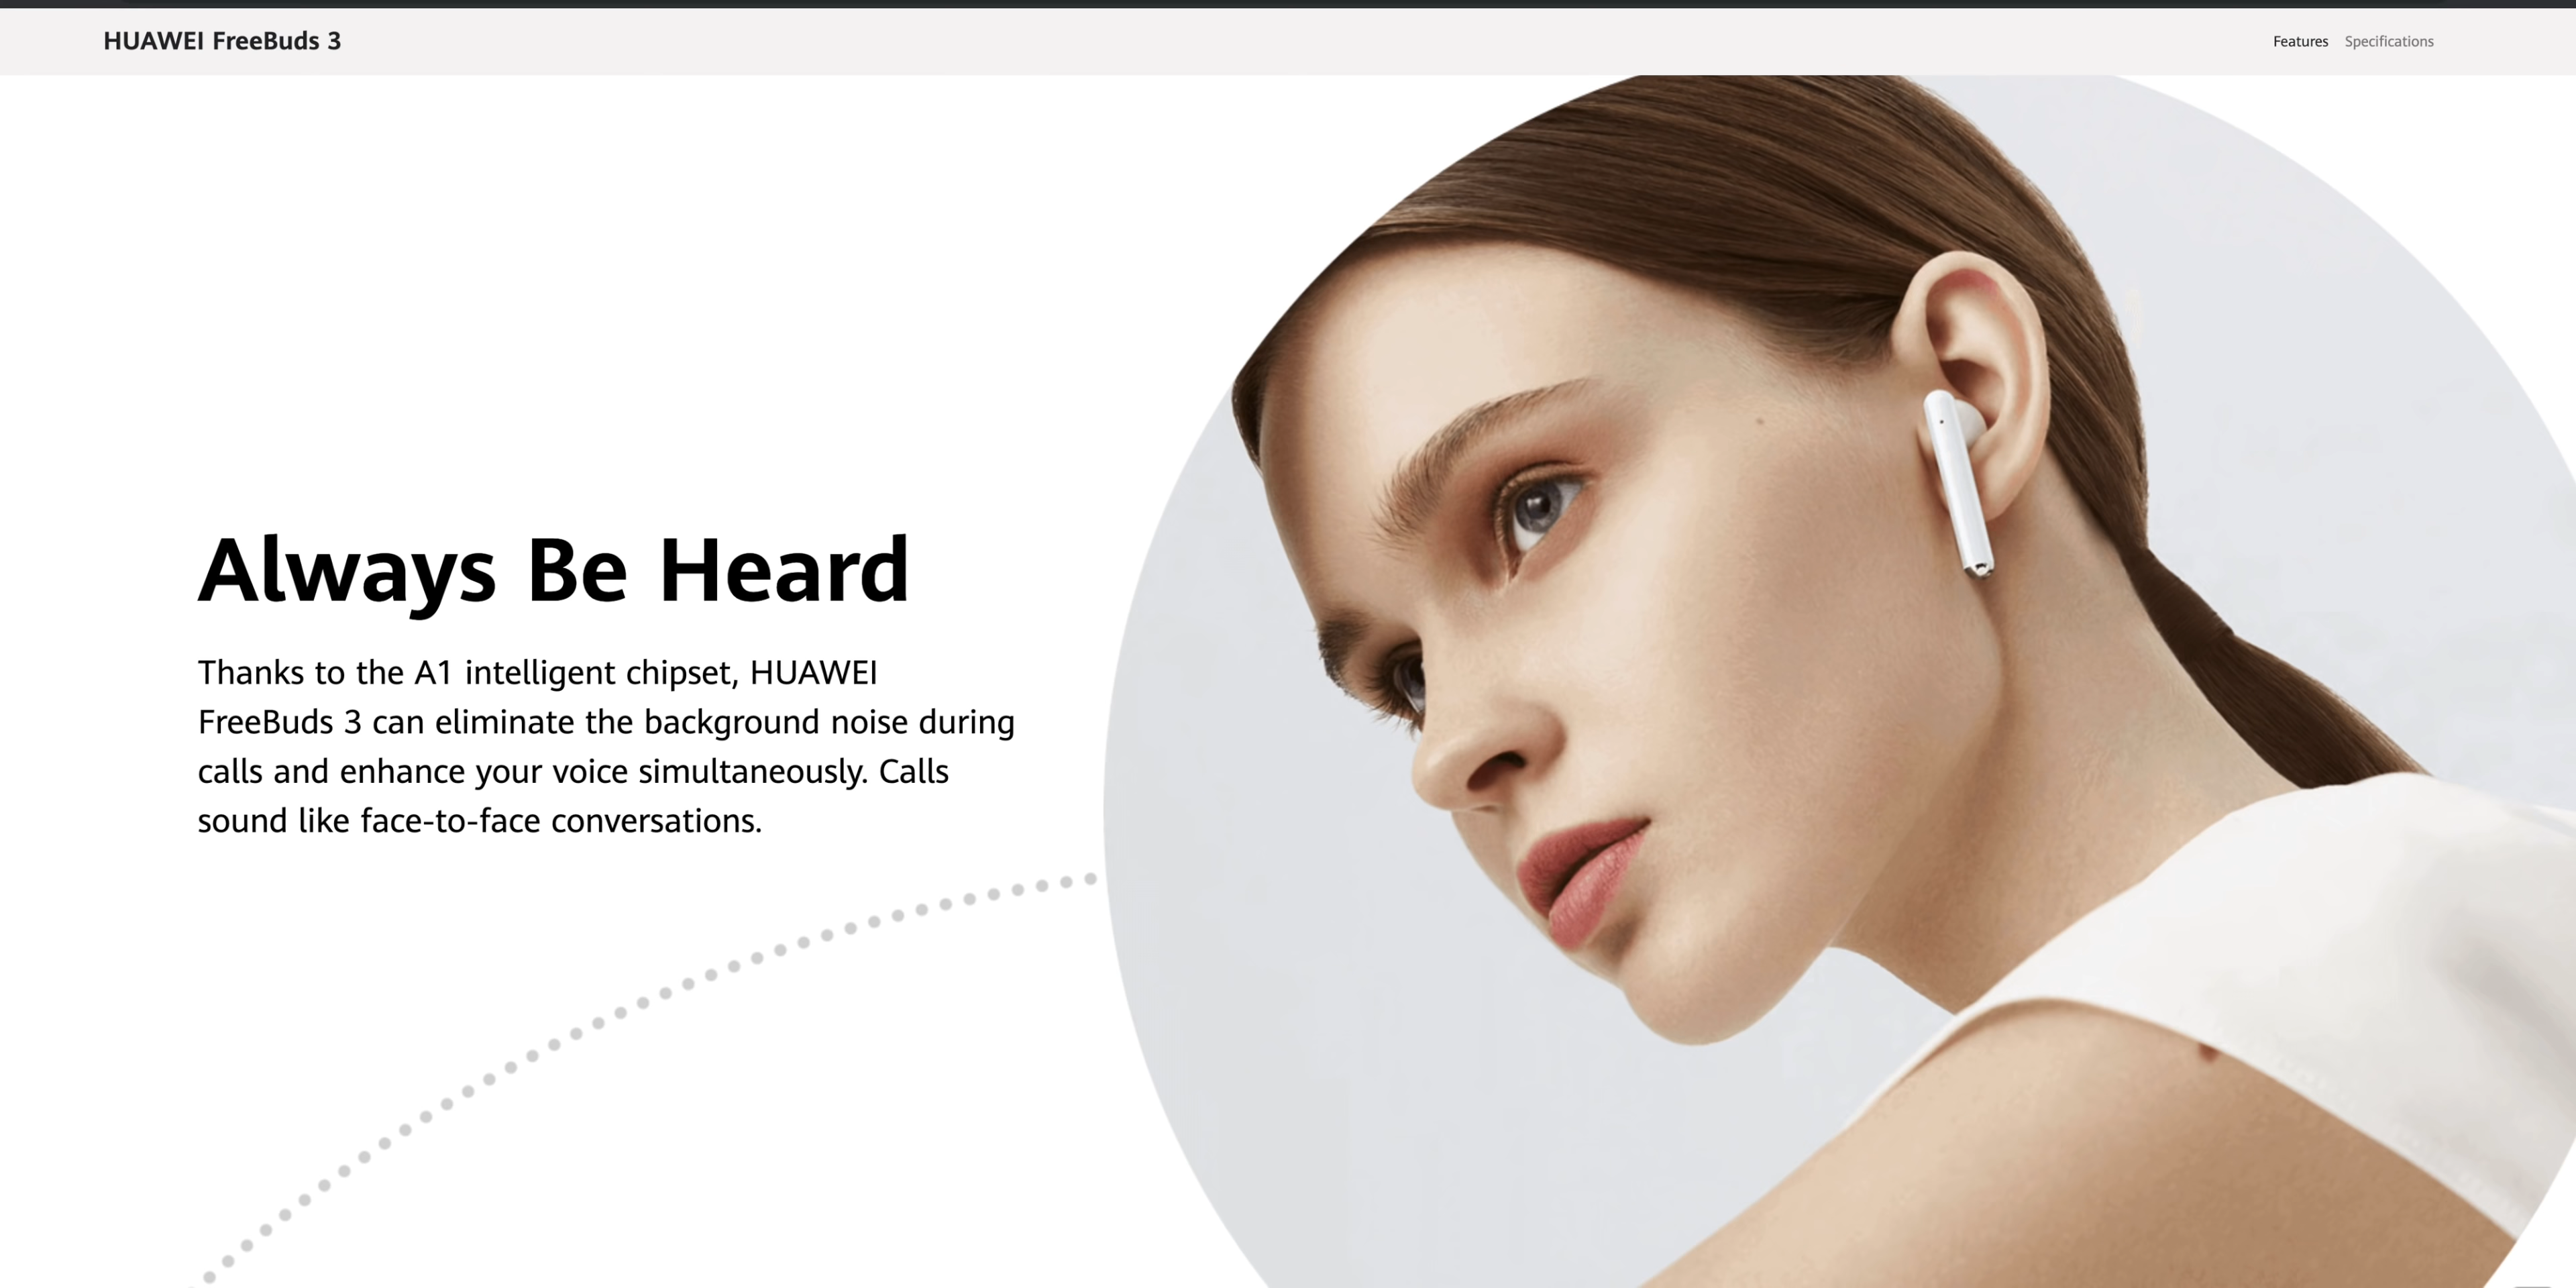 HUAWEI FreeBuds 3
Features Specifications
Always Be Heard
Thanks to the A1 intelligent chipset, HUAWEI
FreeBuds 3 can eliminate the background noise during
calls and enhance your voice simultaneously. Calls
sound like face-to-face conversations.